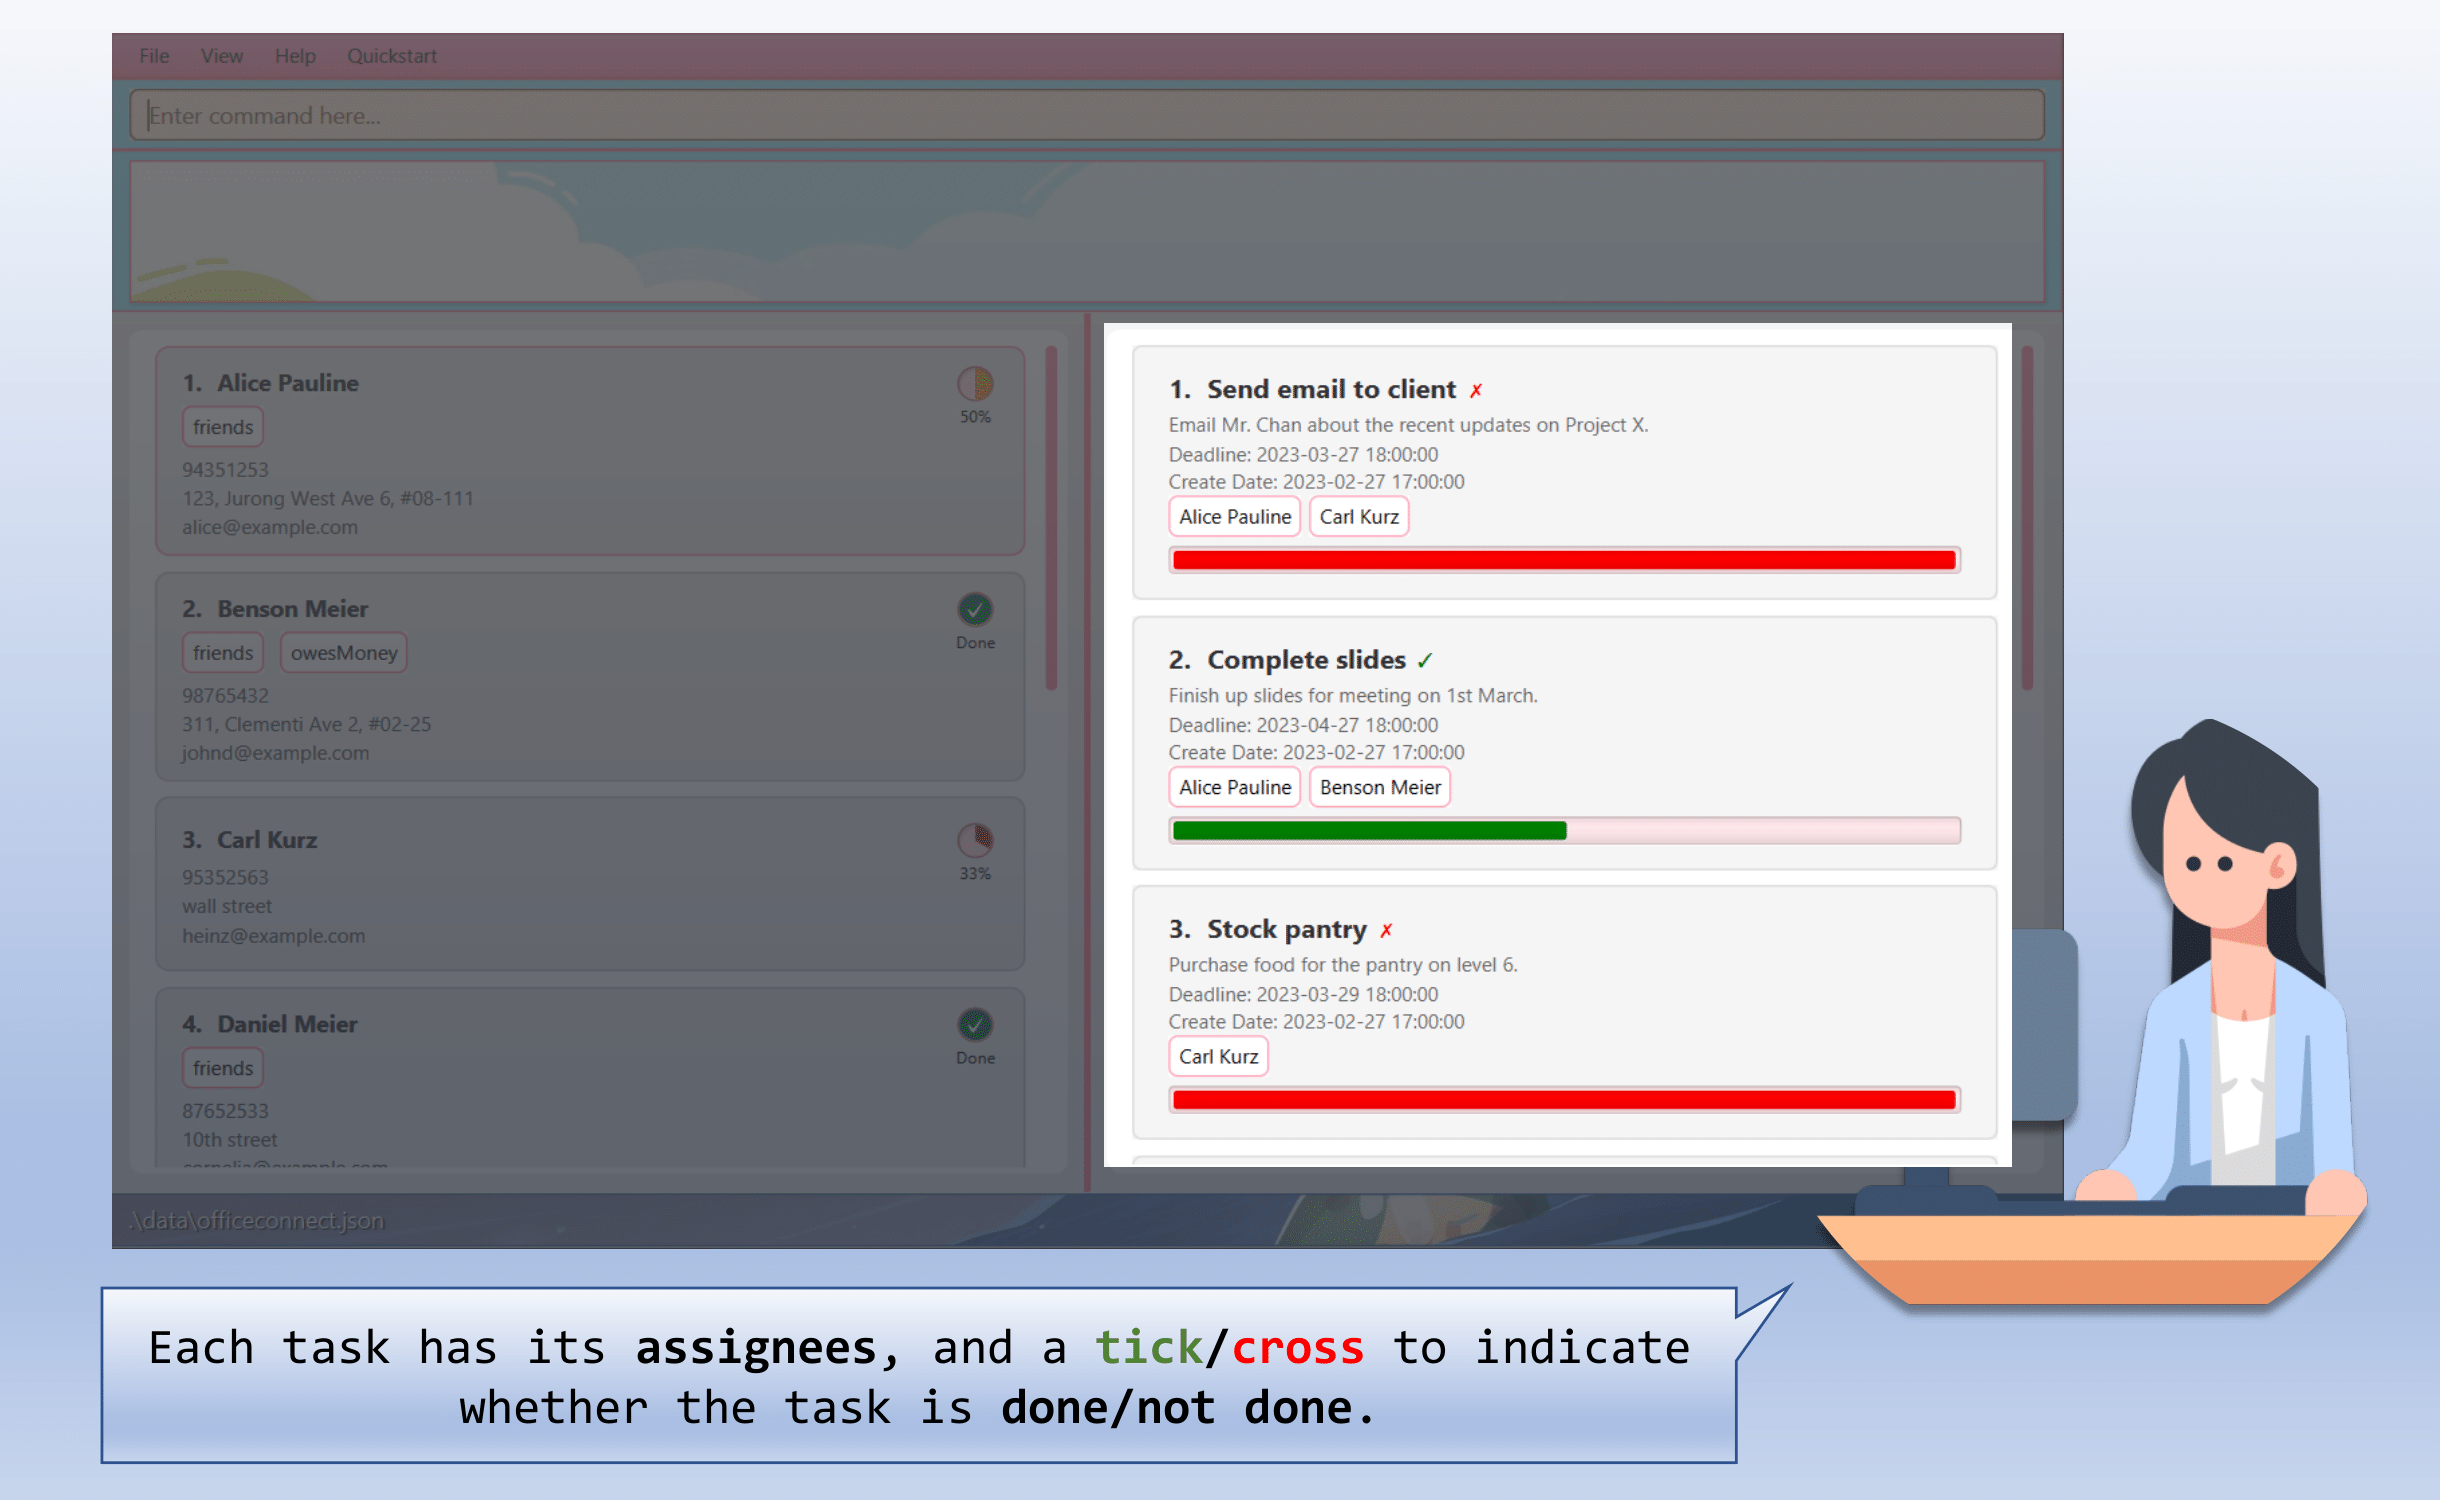 File View Help Quickstart
Enter command here...
1. Alice Pauline
50%
friends
94351253
123, Jurong West Ave 6, #08-111
alice@example.com
2. Benson Meier
Done
friends owesMoney
98765432
311, Clementi Ave 2, #02-25
johnd@example.com
3. Carl Kurz
33%
95352563
wall street
heinz@example.com
4. Daniel Meier
Done
friends
87652533
10th street
cornelia@example.com
1. Send email to client ✗
Email Mr. Chan about the recent updates on Project X.
Deadline: 2023-03-27 18:00:00
Create Date: 2023-02-27 17:00:00
Alice Pauline Carl Kurz
2. Complete slides ✓
Finish up slides for meeting on 1st March.
Deadline: 2023-04-27 18:00:00
Create Date: 2023-02-27 17:00:00
Alice Pauline Benson Meier
3. Stock pantry ✗
Purchase food for the pantry on level 6.
Deadline: 2023-03-29 18:00:00
Create Date: 2023-02-27 17:00:00
Carl Kurz
.\data\officeconnect.json
Each task has its assignees, and a tick/cross to indicate
whether the task is done/not done.